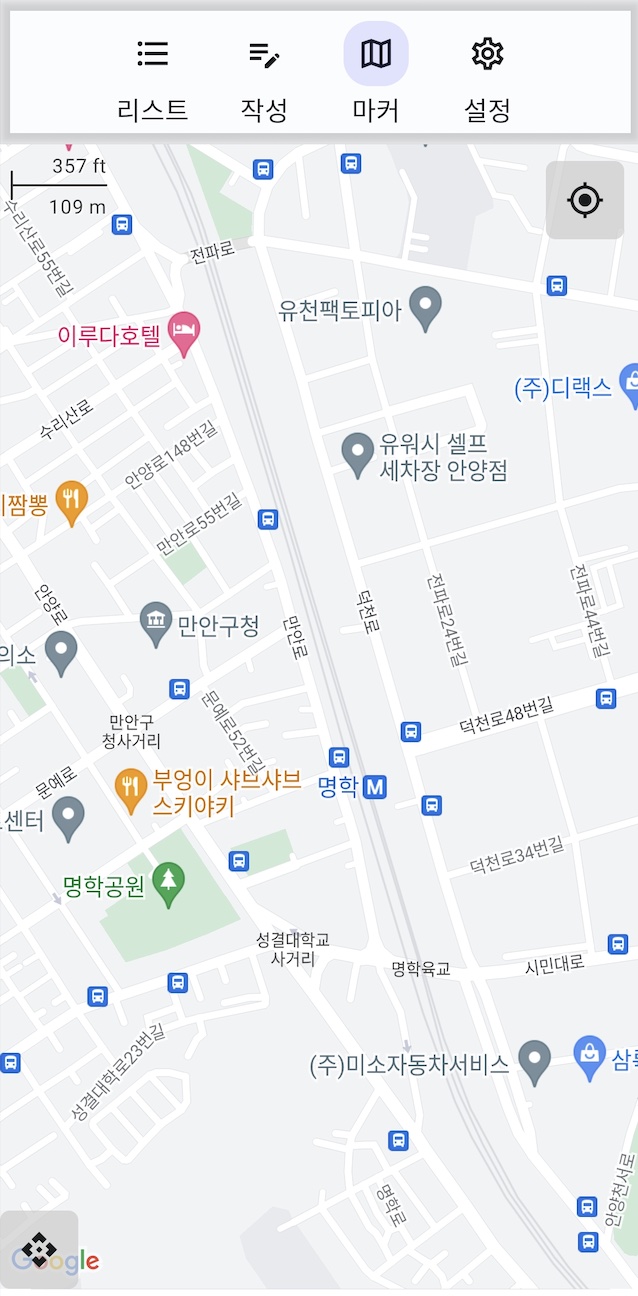 리스트
작성
마커
설정
357 ft
109 m
수리산로55번길
전파로
유천팩토피아
이루다호텔
(주)디랙스
수리산로
안양로148번길
유워시 셀프
세차장 안양점
짬뽕
만안로55번길
안양로
만안구청
만안로
덕천로
전파로24번길
전파로44번길
의소
만안구
청사거리
문예로52번길
덕천로48번길
문예로
부엉이 샤브샤브
스키야키
명학 M
센터
덕천로34번길
명학공원
성결대학교
사거리
명학육교
시민대로
성결대학로23번길
(주)미소자동차서비스
명학로
안양천서로
Google